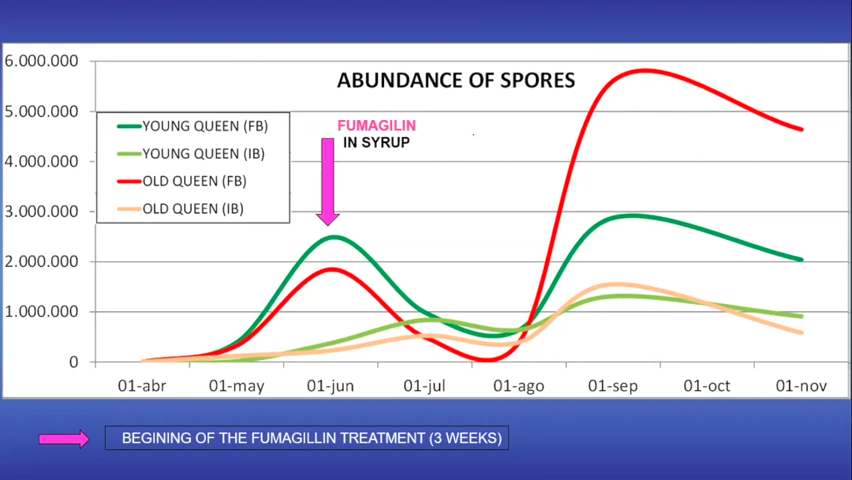 ABUNDANCE OF SPORES
6.000.000
5.000.000
4.000.000
3.000.000
2.000.000
1.000.000
0
YOUNG QUEEN (FB)
YOUNG QUEEN (IB)
OLD QUEEN (FB)
OLD QUEEN (IB)
FUMAGILIN
IN SYRUP
01-abr 01-may 01-jun 01-jul 01-ago 01-sep 01-oct 01-nov
BEGINING OF THE FUMAGILLIN TREATMENT (3 WEEKS)